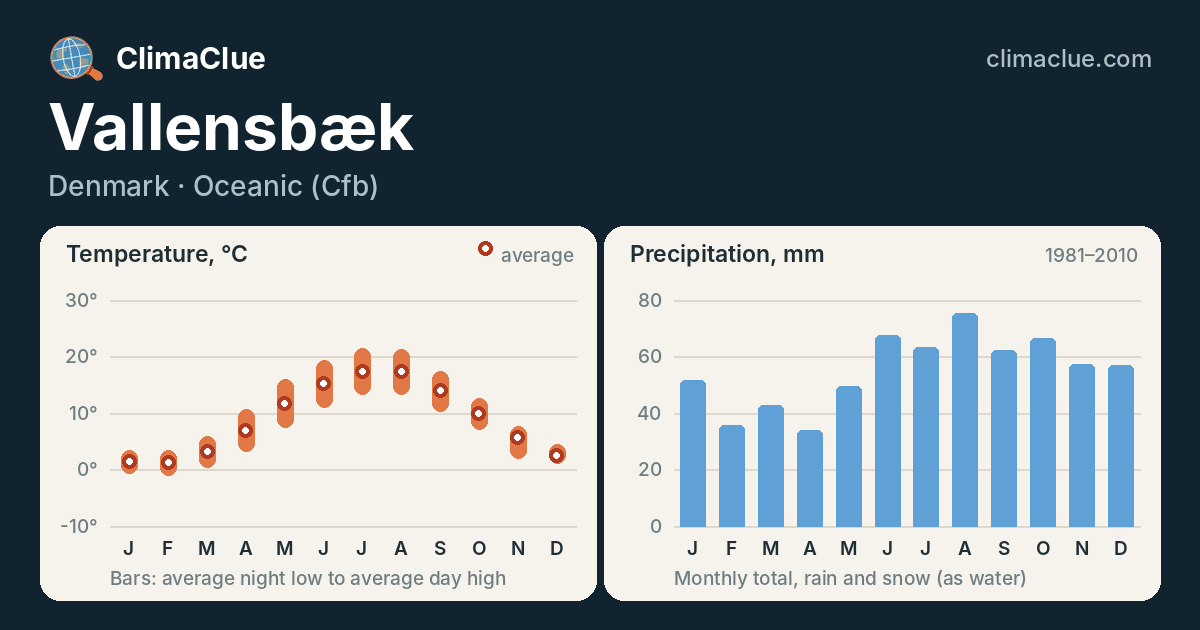 ClimaClue
climaclue.com
Vallensbæk
Denmark · Oceanic (Cfb)
Temperature, °C
average
30°
20°
10°
0°
-10°
J F M A M J J A S O N D
Bars: average night low to average day high
Precipitation, mm
1981–2010
80
60
40
20
0
J F M A M J J A S O N D
Monthly total, rain and snow (as water)